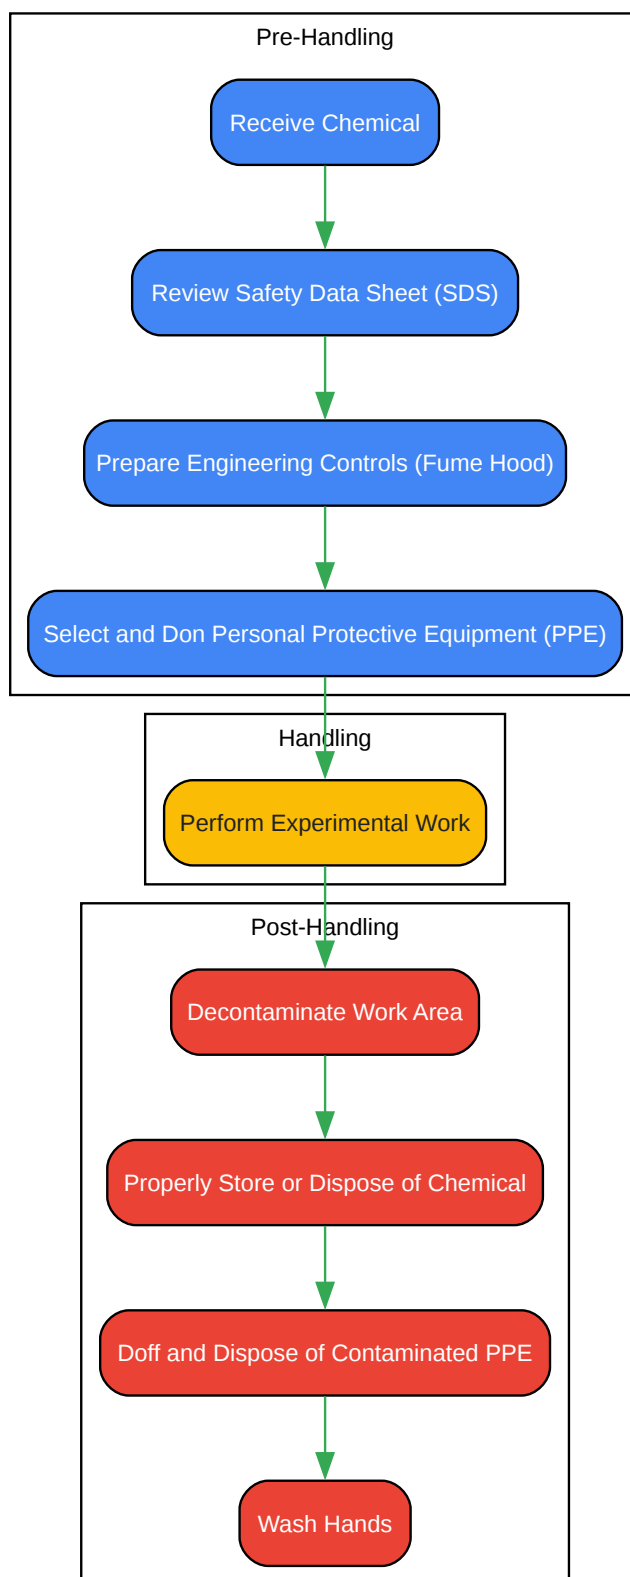 Pre-Handling
Receive Chemical
Review Safety Data Sheet (SDS)
Prepare Engineering Controls (Fume Hood)
Select and Don Personal Protective Equipment (PPE)
Handling
Perform Experimental Work
Post-Handling
Decontaminate Work Area
Properly Store or Dispose of Chemical
Doff and Dispose of Contaminated PPE
Wash Hands